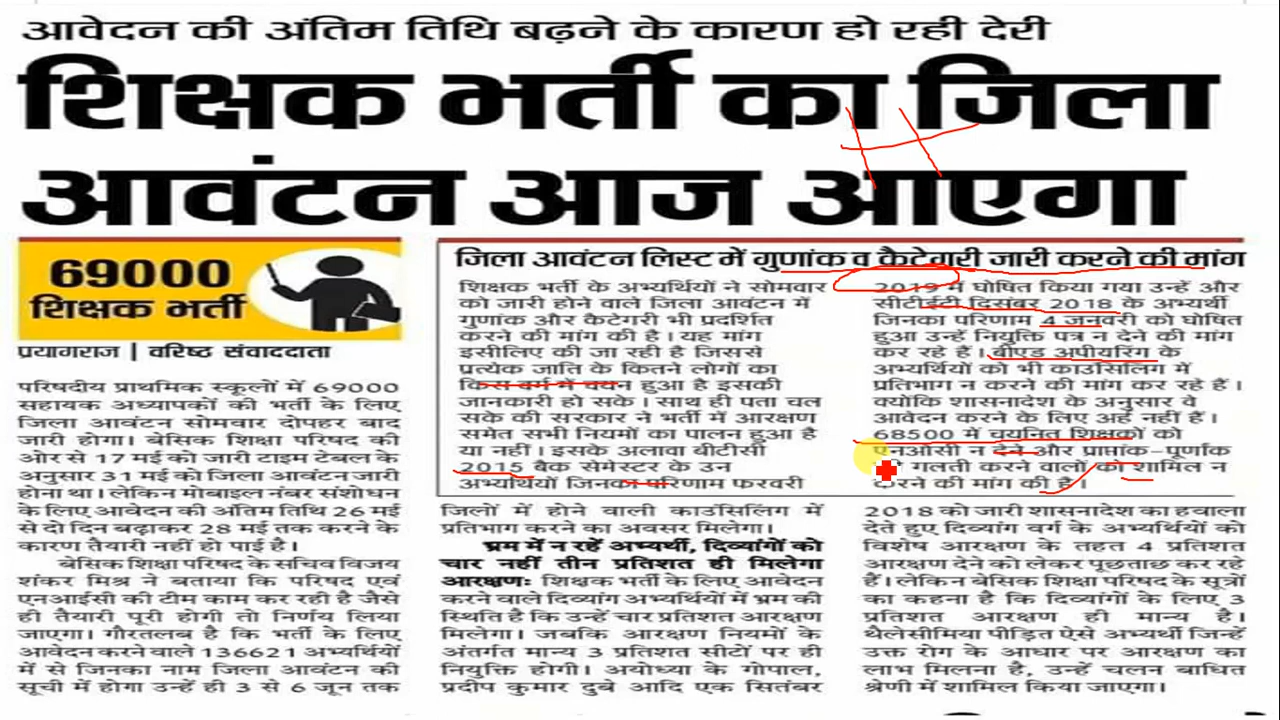 आवेदन की अंतिम तिथि बढ़ने के कारण हो रही देरी
शिक्षक भर्ती का जिला
आवंटन आज आएगा
69000
शिक्षक भर्ती
प्रयागराज | वरिष्ठ संवाददाता
परिषदीय प्राथमिक स्कूलों में 69000
सहायक अध्यापकों की भर्ती के लिए
जिला आवंटन सोमवार दोपहर बाद
जारी होगा। बेसिक शिक्षा परिषद की
ओर से 17 मई को जारी टाइम टेबल के
अनुसार 31 मई को जिला आवंटन जारी
होना था। लेकिन मोबाइल नंबर संशोधन
के लिए आवेदन की अंतिम तिथि 26 मई
से दो दिन बढ़ाकर 28 मई तक करने के
कारण तैयारी नहीं हो पाई है।
बेसिक शिक्षा परिषद के सचिव विजय
शंकर मिश्र ने बताया कि परिषद एवं
एनआईसी की टीम काम कर रही है जैसे
ही तैयारी पूरी होगी तो निर्णय लिया
जाएगा। गौरतलब है कि भर्ती के लिए
आवेदन करने वाले 136621 अभ्यर्थियों
में से जिनका नाम जिला आवंटन की
सूची में होगा उन्हें ही 3 से 6 जून तक
जिला आवंटन लिस्ट में गुणांक व कैटेगरी जारी करने की मांग
शिक्षक भर्ती के अभ्यर्थियों ने सोमवार
को जारी होने वाले जिला आवंटन में
गुणांक और कैटेगरी भी प्रदर्शित
करने की मांग की है। यह मांग
इसीलिए की जा रही है जिससे
प्रत्येक जाति के कितने लोगों का
किस वर्ग में चयन हुआ है इसकी
जानकारी हो सके। साथ ही पता चल
सके की सरकार ने भर्ती में आरक्षण
समेत सभी नियमों का पालन हुआ है
या नहीं। इसके अलावा बीटीसी
2015 बैक सेमेस्टर के उन
अभ्यर्थियों जिनका परिणाम फरवरी
2019 में घोषित किया गया उन्हें और
सीटीईटी दिसंबर 2018 के अभ्यर्थी
जिनका परिणाम 4 जनवरी को घोषित
हुआ उन्हें नियुक्ति पत्र न देने की मांग
कर रहे हैं। बीएड अपीयरिंग के
अभ्यर्थियों को भी काउंसिलिंग में
प्रतिभाग न करने की मांग कर रहे हैं।
क्योंकि शासनादेश के अनुसार वे
आवेदन करने के लिए अर्ह नहीं हैं।
68500 में चयनित शिक्षकों को
एनओसी न देने और प्राप्तांक-पूर्णांक
गलती करने वालों को शामिल न
करने की मांग की है।
जिलों में होने वाली काउंसिलिंग में
प्रतिभाग करने का अवसर मिलेगा।
भ्रम में न रहें अभ्यर्थी, दिव्यांगों को
चार नहीं तीन प्रतिशत ही मिलेगा
आरक्षण: शिक्षक भर्ती के लिए आवेदन
करने वाले दिव्यांग अभ्यर्थियों में भ्रम की
स्थिति है कि उन्हें चार प्रतिशत आरक्षण
मिलेगा। जबकि आरक्षण नियमों के
अंतर्गत मान्य 3 प्रतिशत सीटों पर ही
नियुक्ति होगी। अयोध्या के गोपाल,
प्रदीप कुमार दुबे आदि एक सितंबर
2018 को जारी शासनादेश का हवाला
देते हुए दिव्यांग वर्ग के अभ्यर्थियों को
विशेष आरक्षण के तहत 4 प्रतिशत
आरक्षण देने को लेकर पूछताछ कर रहे
हैं। लेकिन बेसिक शिक्षा परिषद के सूत्रों
का कहना है कि दिव्यांगों के लिए 3
प्रतिशत आरक्षण ही मान्य है।
थैलेसीमिया पीड़ित ऐसे अभ्यर्थी जिन्हें
उक्त रोग के आधार पर आरक्षण का
लाभ मिलना है, उन्हें चलन बाधित
श्रेणी में शामिल किया जाएगा।